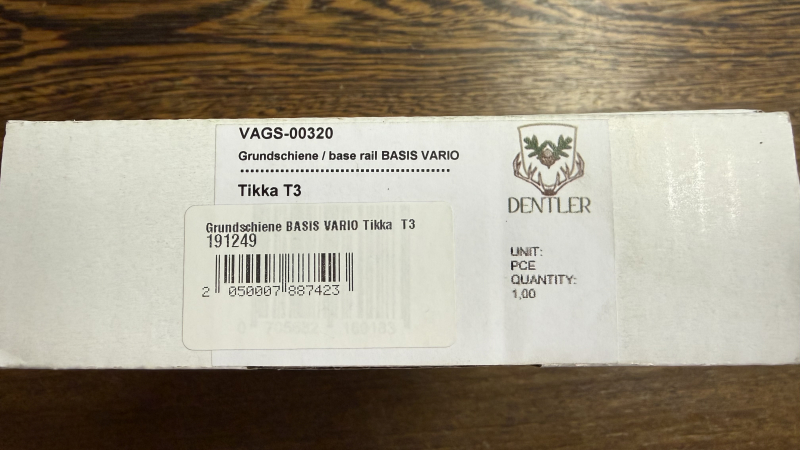 VAGS-00320
Grundschiene / base rail BASIS VARIO
Tikka T3
DENTLER
UNIT:
PCE
QUANTITY:
1,00
Grundschiene BASIS VARIO Tikka T3
191249
2 050007 887423